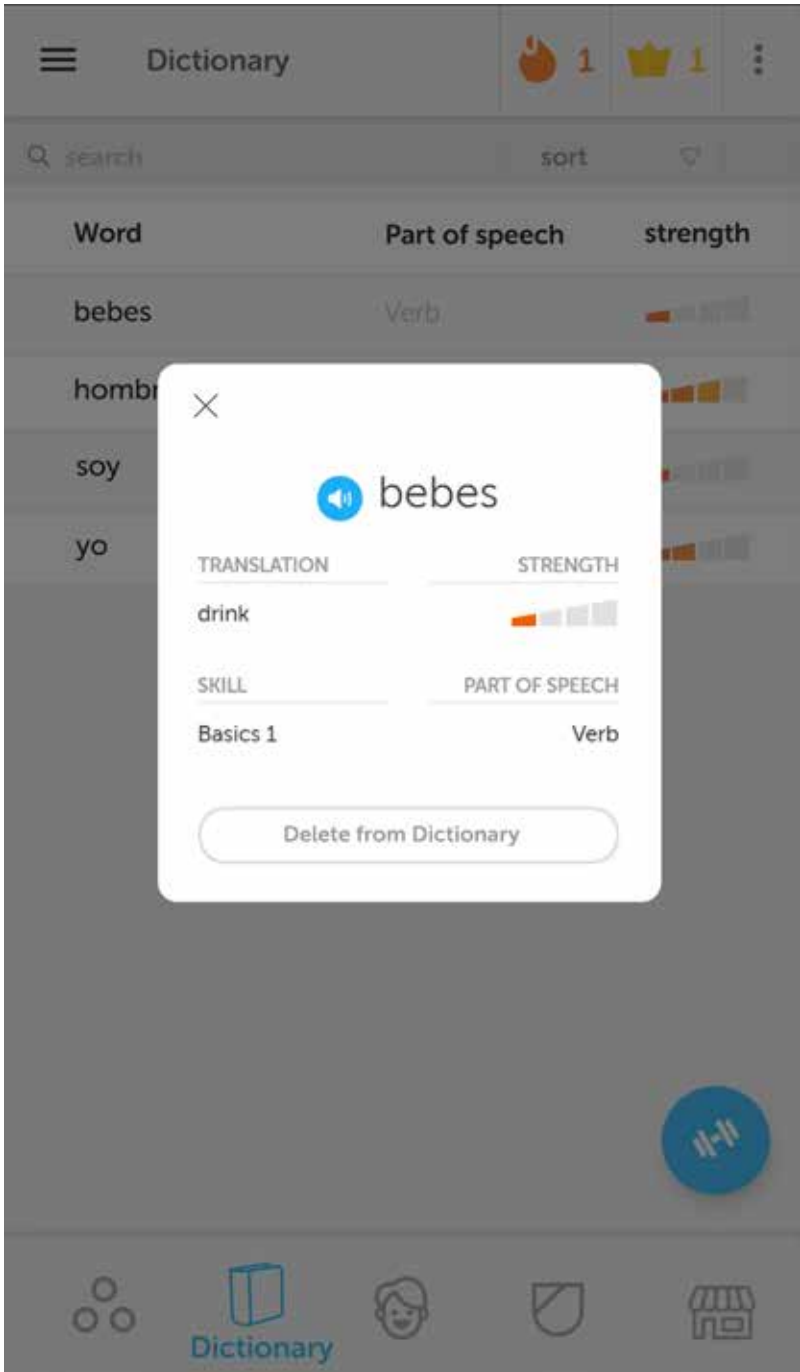 Dictionary 1 1
search sort
Word Part of speech strength
bebes Verb
hombr
soy
yo
bebes
TRANSLATION STRENGTH
drink
SKILL PART OF SPEECH
Basics 1 Verb
Delete from Dictionary
Dictionary